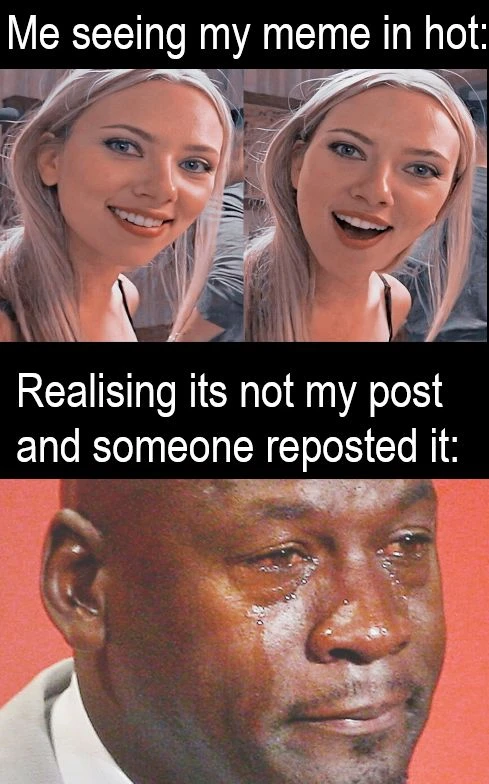 Me seeing my meme in hot:
Realising its not my post
and someone reposted it: